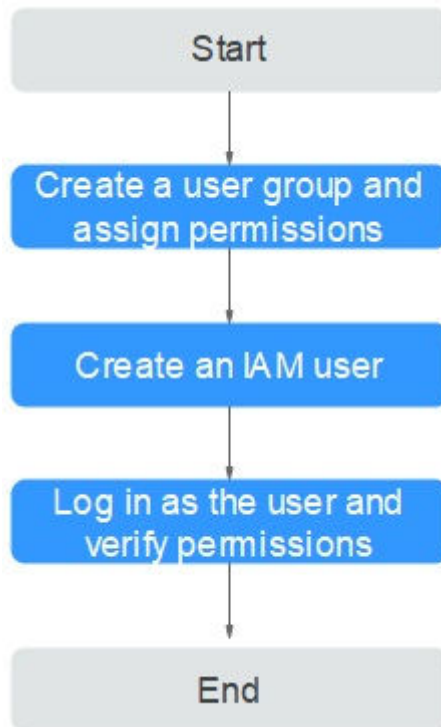 Start
Create a user group and
assign permissions
Create an IAM user
Log in as the user and
verify permissions
End